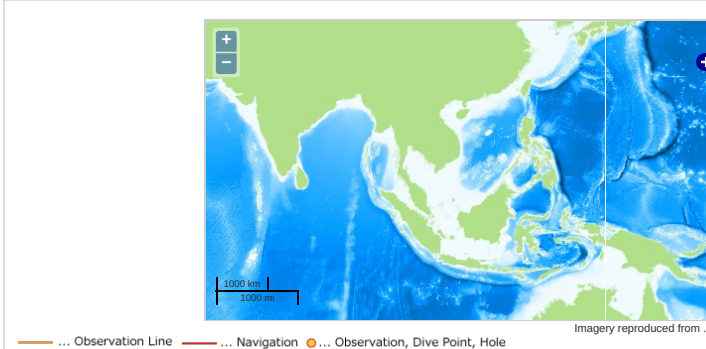 +
−
1000 km
1000 mi
Imagery reproduced from .
... Observation Line ... Navigation ... Observation, Dive Point, Hole